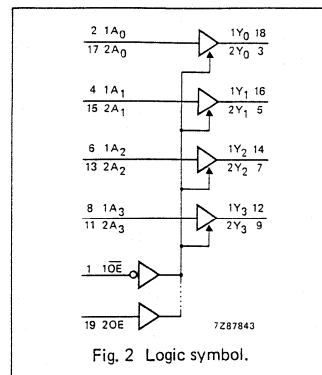 2 1A0 1Y0 18
17 2A0 2Y0 3
4 1A1 1Y1 16
15 2A1 2Y1 5
6 1A2 1Y2 14
13 2A2 2Y2 7
8 1A3 1Y3 12
11 2A3 2Y3 9
1 1O̅E̅
19 2OE
7Z87843
Fig. 2 Logic symbol.